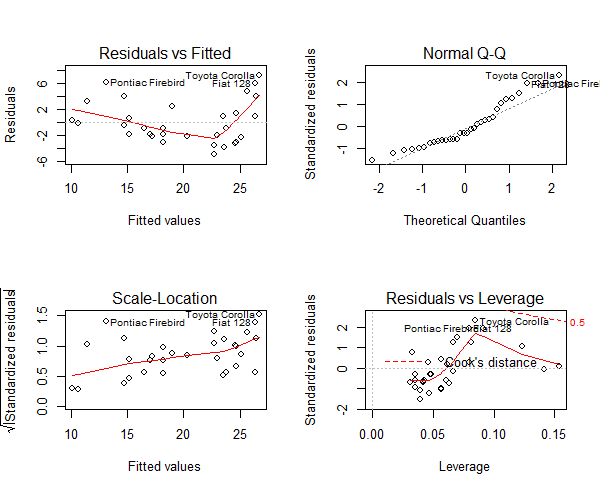 Residuals vs Fitted
Residuals
6
2
-2
-6
Toyota Corolla
Pontiac Firebird
Fiat 128
10
15
20
25
Fitted values
Normal Q-Q
Standardized residuals
2
1
0
-1
Toyota Corolla
Fiat 128
Pontiac Fireb
-2
-1
0
1
2
Theoretical Quantiles
Scale-Location
√|Standardized residuals|
1.5
1.0
0.5
0.0
Toyota Corolla
Pontiac Firebird
Fiat 128
10
15
20
25
Fitted values
Residuals vs Leverage
Standardized residuals
2
0
-2
Toyota Corolla
Pontiac Firebird
Fiat 128
0.5
Cook's distance
0.00
0.05
0.10
0.15
Leverage